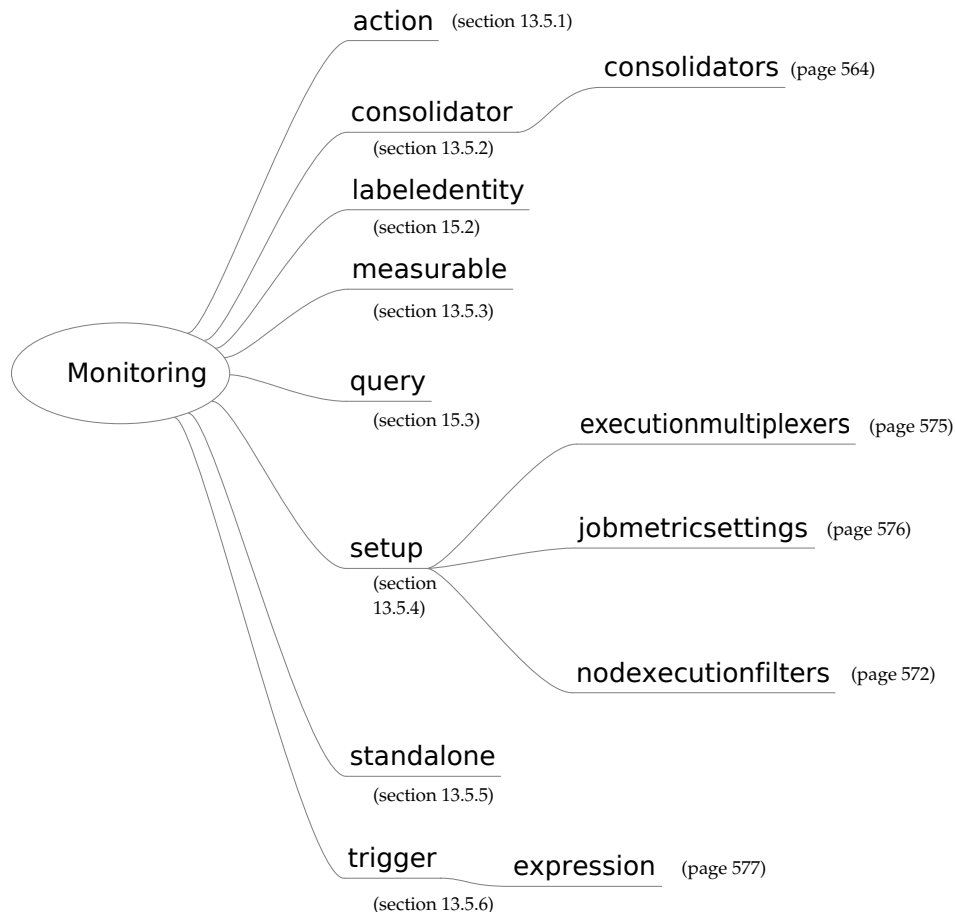 action (section 13.5.1)
consolidators (page 564)
consolidator
(section 13.5.2)
labeledentity
(section 15.2)
measurable
(section 13.5.3)
Monitoring
query
(section 15.3)
executionmultiplexers (page 575)
jobmetricsettings (page 576)
setup
(section
13.5.4)
nodexecutionfilters (page 572)
standalone
(section 13.5.5)
trigger
expression (page 577)
(section 13.5.6)